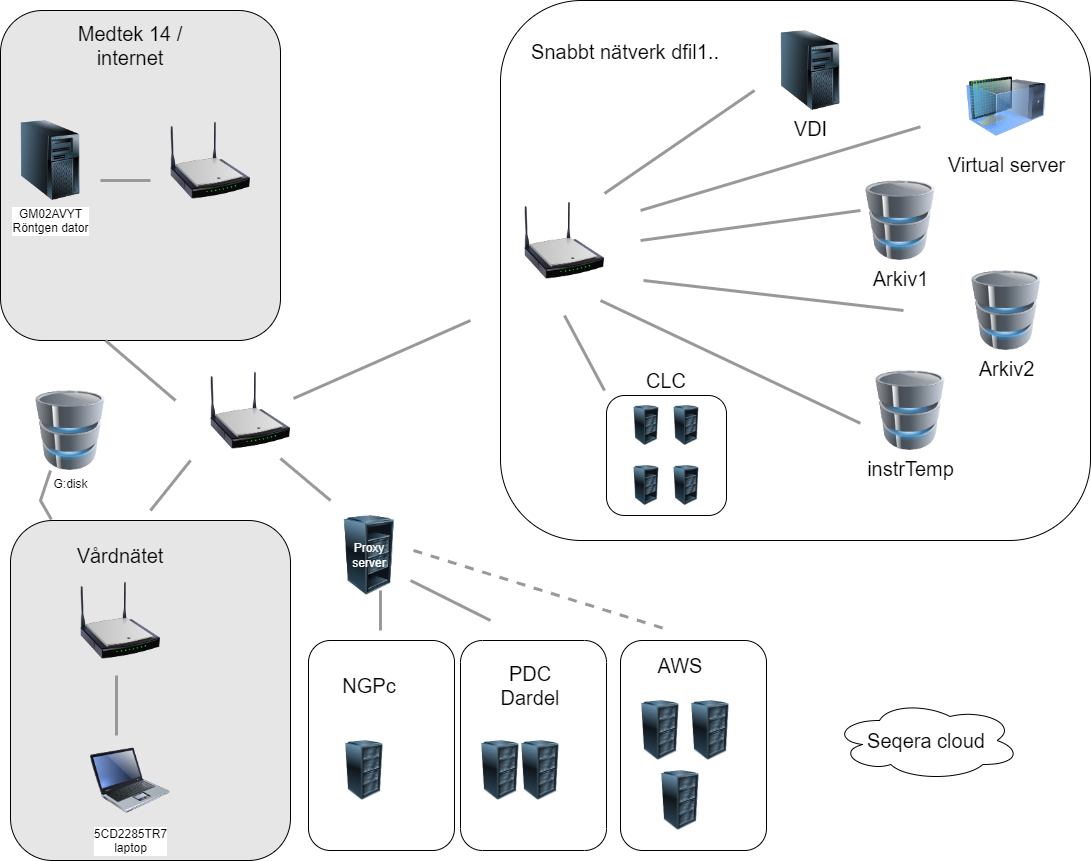 Medtek 14 /
internet
GM02AVYT
Röntgen dator
Snabbt nätverk dfil1..
VDI
Virtual server
Arkiv1
Arkiv2
CLC
instrTemp
G:disk
Vårdnätet
Proxy
server
5CD2285TR7
laptop
NGPc
PDC
Dardel
AWS
Seqera cloud